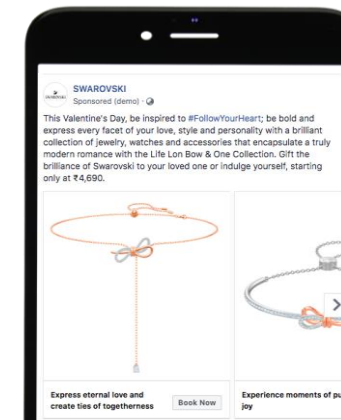 SWAROVSKI
Sponsored (demo) ·
This Valentine's Day, be inspired to #FollowYourHeart; be bold and
express every facet of your love, style and personality with a brilliant
collection of jewelry, watches and accessories that encapsulate a truly
modern romance with the Life Lon Bow & One Collection. Gift the
brilliance of Swarovski to your loved one or indulge yourself, starting
only at ₹4,690.
Express eternal love and
create ties of togetherness
Book Now
Experience moments of pu
joy